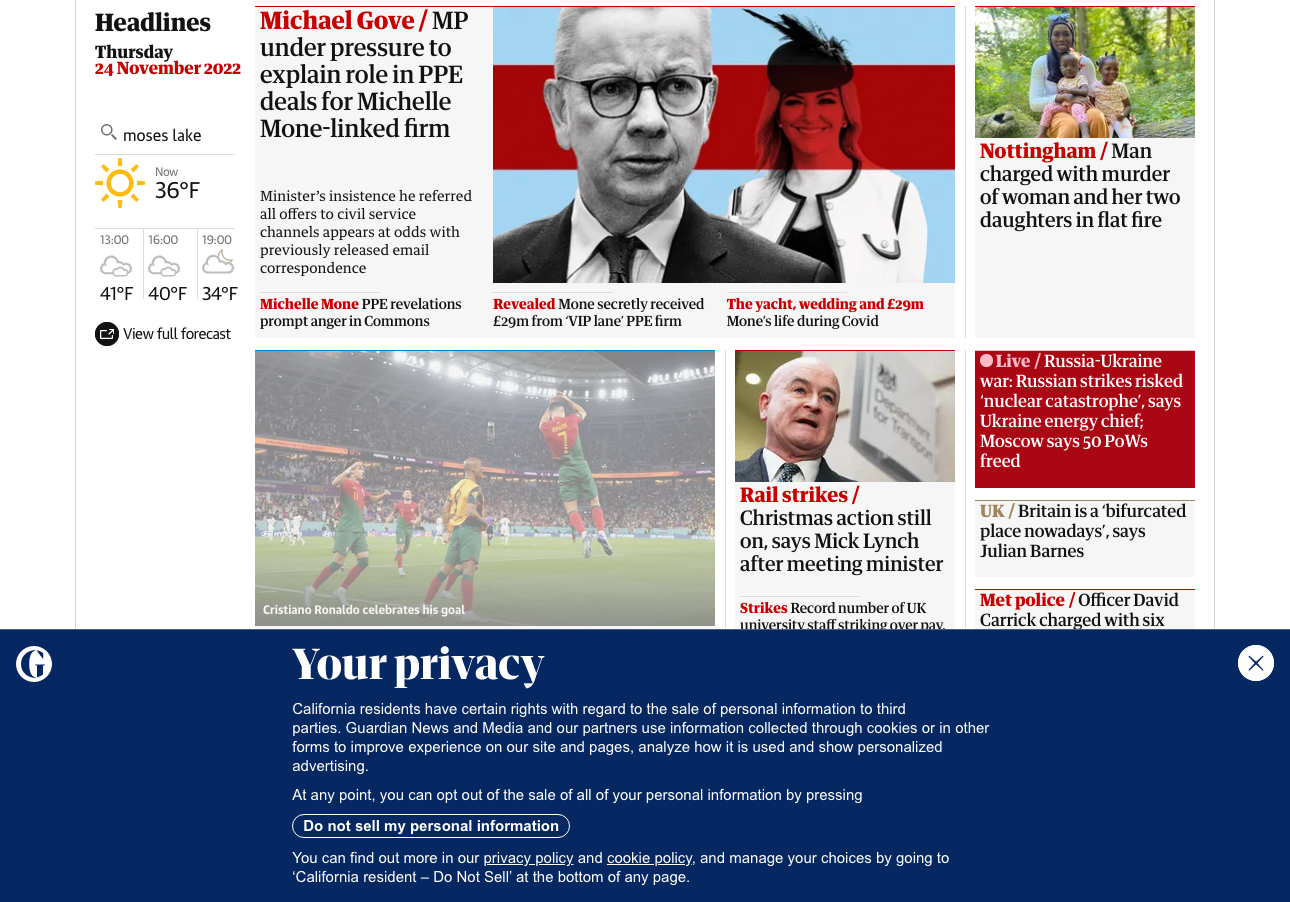 Headlines
Thursday
24 November 2022
moses lake
Now
36°F
13:00
41°F
16:00
40°F
19:00
34°F
View full forecast
Michael Gove / MP
under pressure to
explain role in PPE
deals for Michelle
Mone-linked firm
Minister’s insistence he referred
all offers to civil service
channels appears at odds with
previously released email
correspondence
Michelle Mone PPE revelations
prompt anger in Commons
Revealed Mone secretly received
£29m from ‘VIP lane’ PPE firm
The yacht, wedding and £29m
Mone’s life during Covid
Nottingham / Man
charged with murder
of woman and her two
daughters in flat fire
7
Cristiano Ronaldo celebrates his goal
Department
for Transport
Rail strikes /
Christmas action still
on, says Mick Lynch
after meeting minister
Strikes Record number of UK
university staff striking over pay,
Live / Russia-Ukraine
war: Russian strikes risked
‘nuclear catastrophe’, says
Ukraine energy chief;
Moscow says 50 PoWs
freed
UK / Britain is a ‘bifurcated
place nowadays’, says
Julian Barnes
Met police / Officer David
Carrick charged with six
Your privacy
California residents have certain rights with regard to the sale of personal information to third
parties. Guardian News and Media and our partners use information collected through cookies or in other
forms to improve experience on our site and pages, analyze how it is used and show personalized
advertising.
At any point, you can opt out of the sale of all of your personal information by pressing
Do not sell my personal information
You can find out more in our privacy policy and cookie policy, and manage your choices by going to
‘California resident – Do Not Sell’ at the bottom of any page.